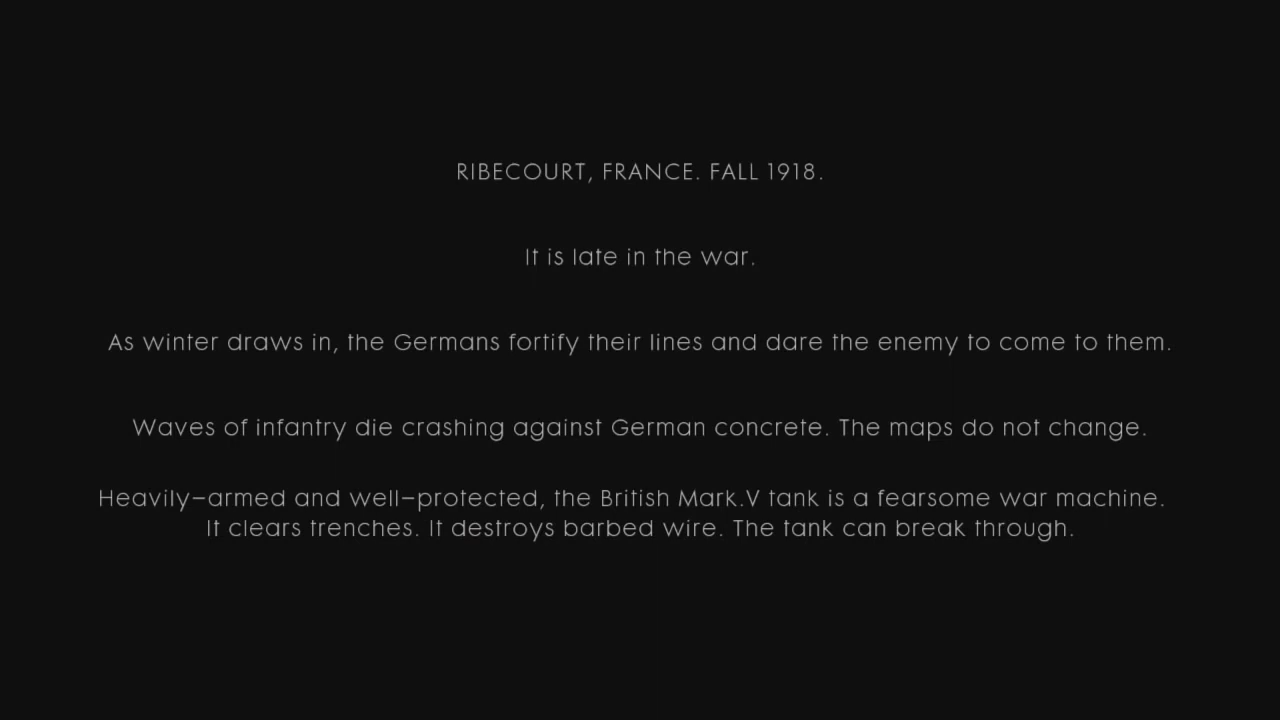 RIBECOURT, FRANCE. FALL 1918.
It is late in the war.
As winter draws in, the Germans fortify their lines and dare the enemy to come to them.
Waves of infantry die crashing against German concrete. The maps do not change.
Heavily-armed and well-protected, the British Mark.V tank is a fearsome war machine.
It clears trenches. It destroys barbed wire. The tank can break through.